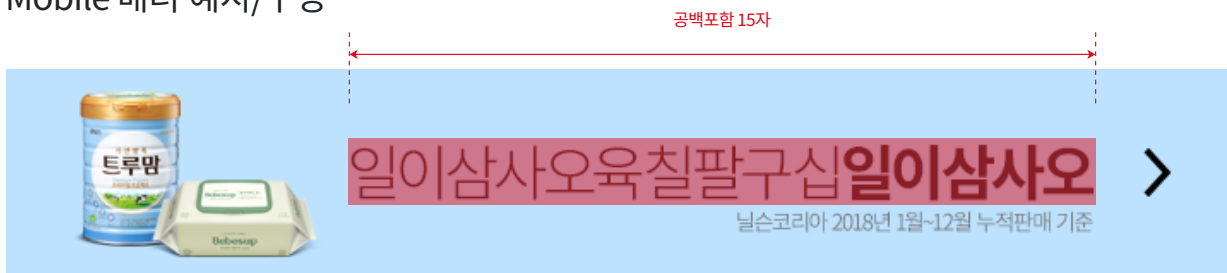 Mobile 배너 예시/구성
공백포함 15자
트루맘
일이삼사오육칠팔구십일이삼사오
닐슨코리아 2018년 1월~12월 누적판매 기준
Bebesup
Bebesup